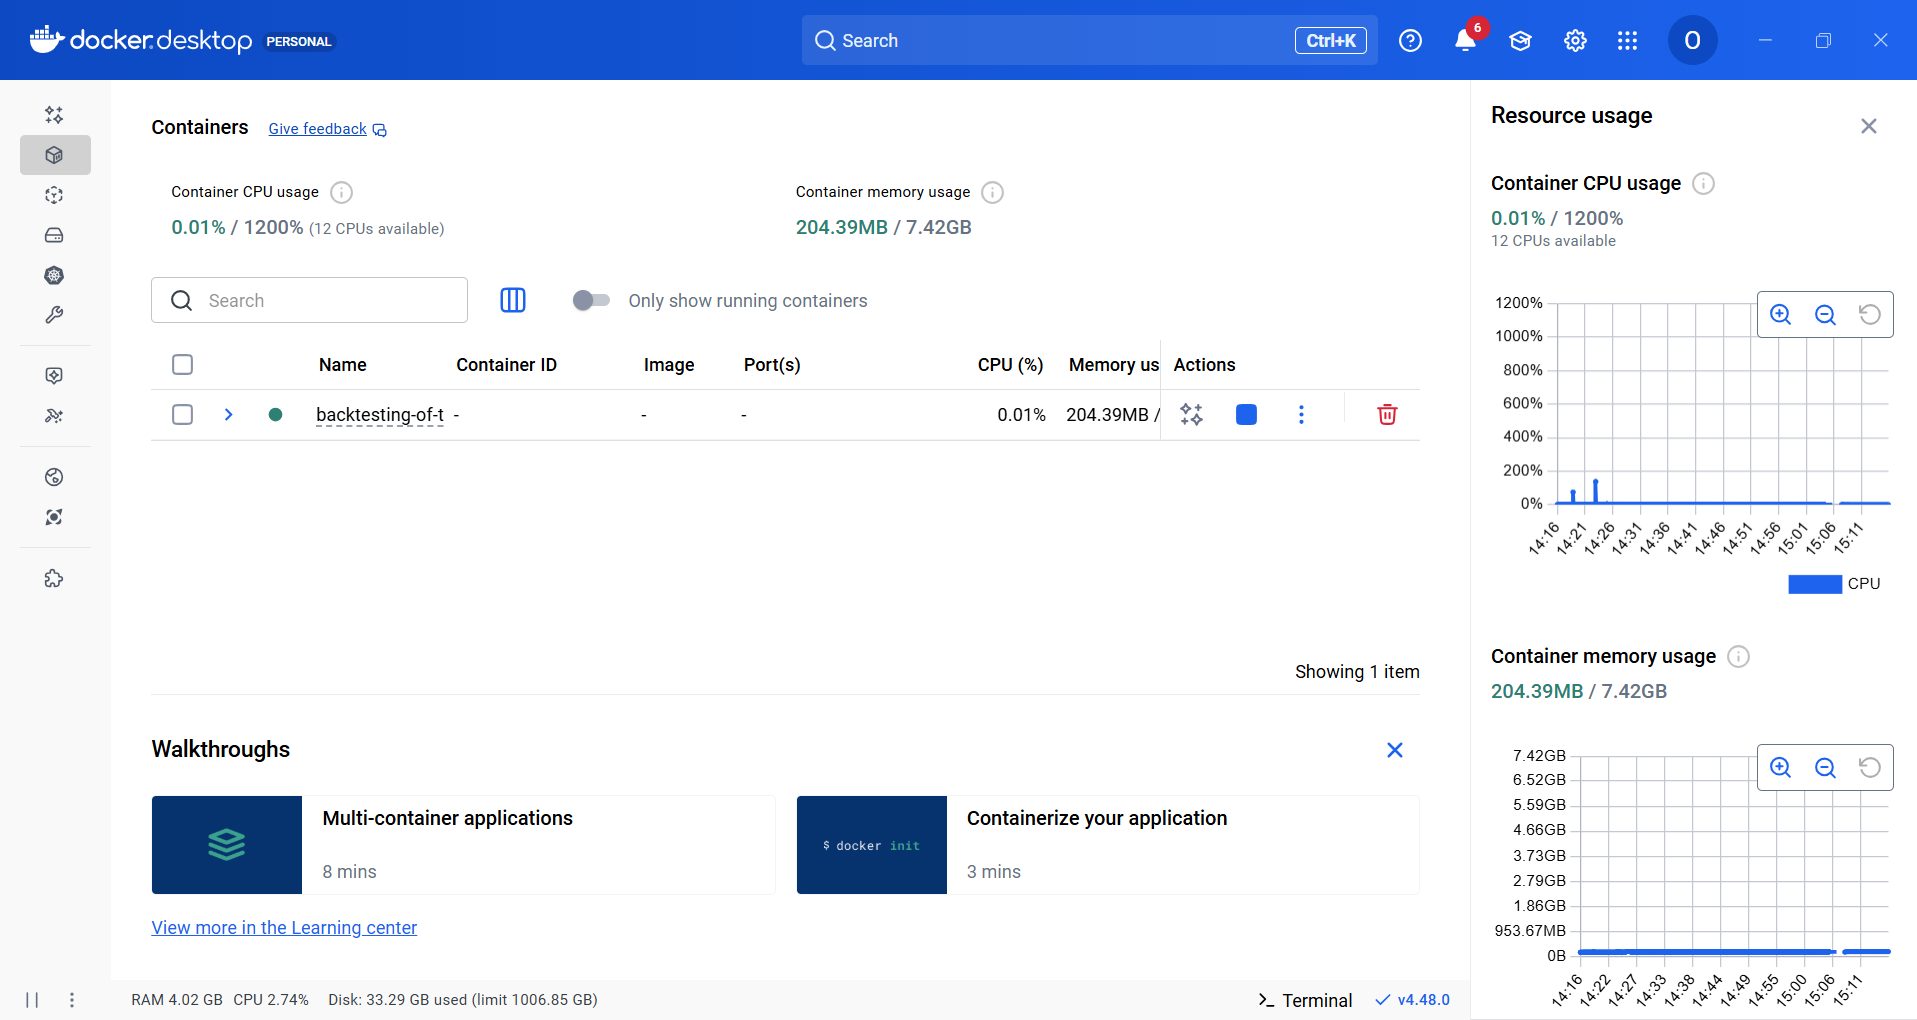 docker.desktop PERSONAL
Search Ctrl+K
6
O
Containers Give feedback
Container CPU usage
0.01% / 1200% (12 CPUs available)
Container memory usage
204.39MB / 7.42GB
Search
Only show running containers
Name Container ID Image Port(s) CPU (%) Memory us Actions
backtesting-of-t - - - 0.01% 204.39MB /
Showing 1 item
Walkthroughs
Multi-container applications
8 mins
$ docker init
Containerize your application
3 mins
View more in the Learning center
RAM 4.02 GB CPU 2.74% Disk: 33.29 GB used (limit 1006.85 GB)
>_ Terminal
v4.48.0
Resource usage
Container CPU usage
0.01% / 1200%
12 CPUs available
1200%
1000%
800%
600%
400%
200%
0%
14:16 14:21 14:26 14:31 14:36 14:41 14:46 14:51 14:56 15:01 15:06 15:11
CPU
Container memory usage
204.39MB / 7.42GB
7.42GB
6.52GB
5.59GB
4.66GB
3.73GB
2.79GB
1.86GB
953.67MB
0B
14:16 14:22 14:27 14:33 14:38 14:44 14:49 14:55 15:00 15:06 15:11